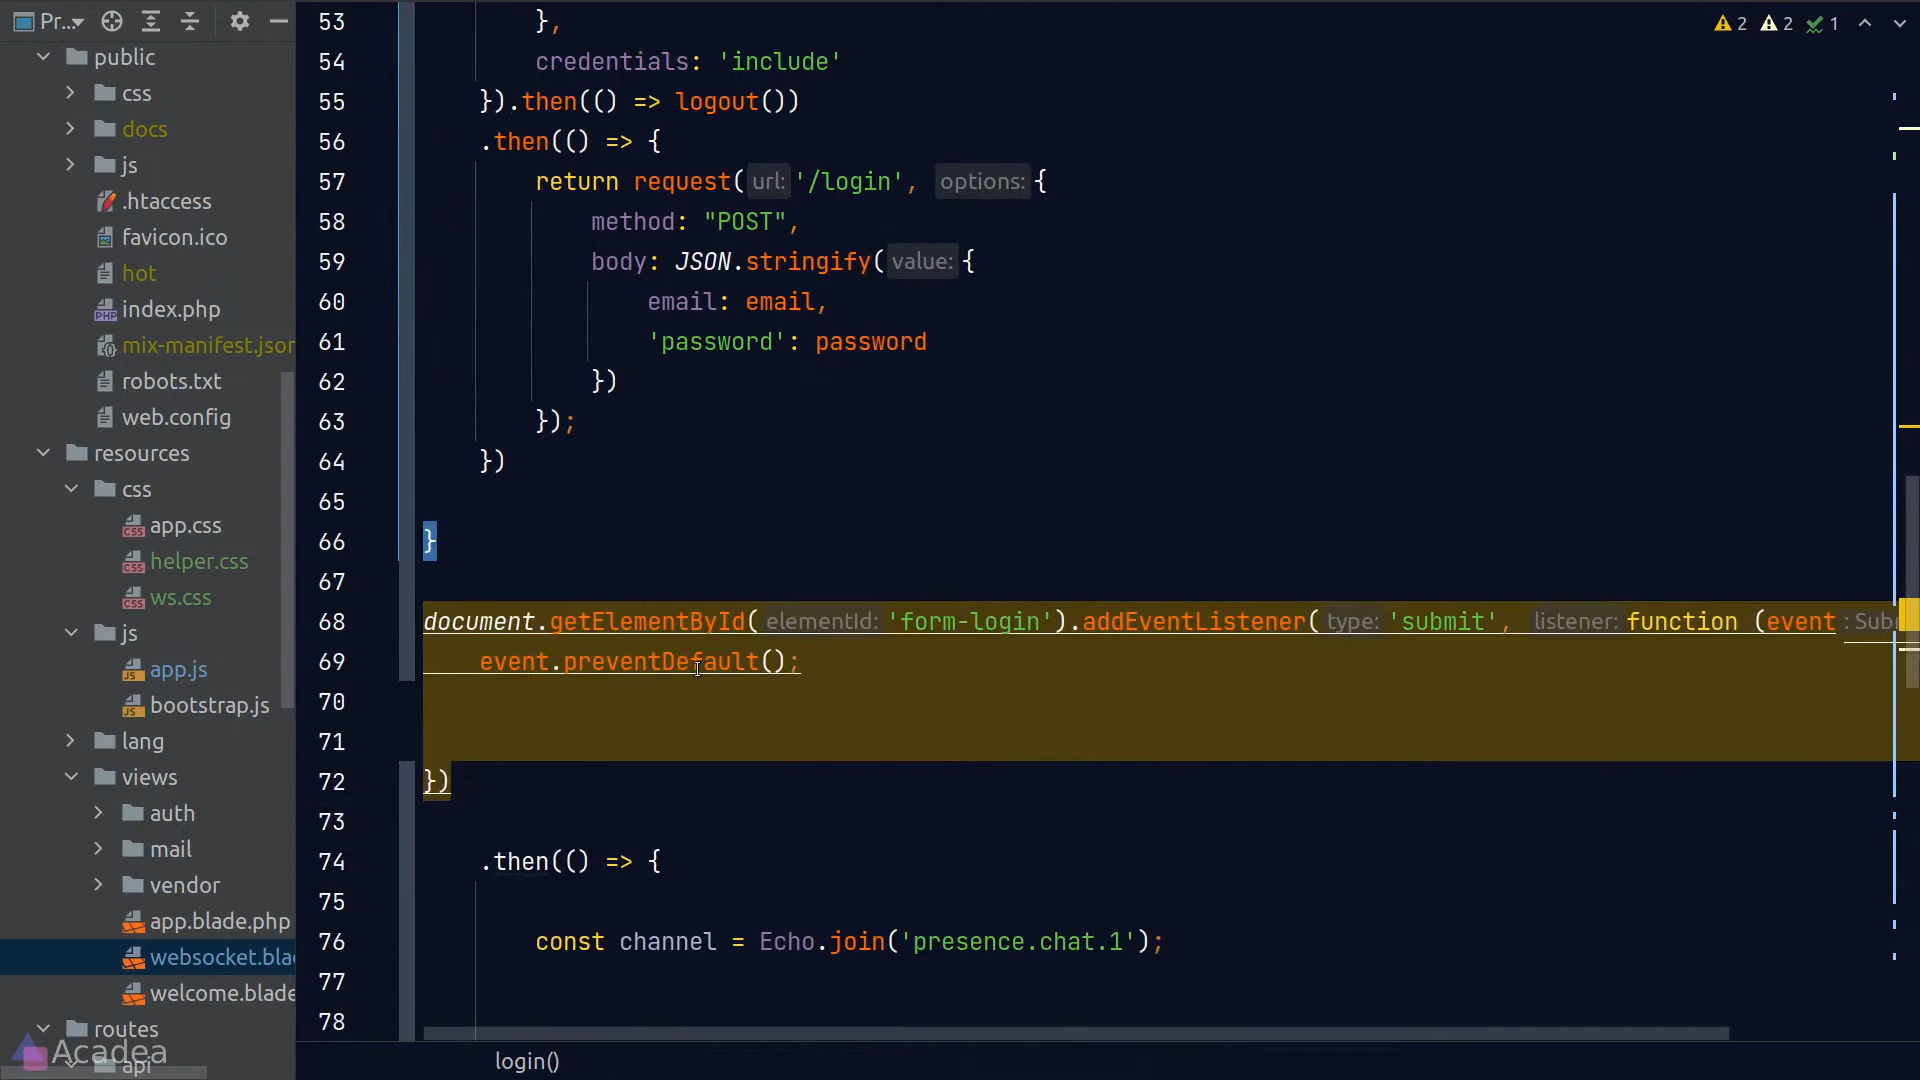 Pr...
public
css
docs
js
.htaccess
favicon.ico
hot
index.php
mix-manifest.json
robots.txt
web.config
resources
css
app.css
helper.css
ws.css
js
app.js
bootstrap.js
lang
views
auth
mail
vendor
app.blade.php
websocket.bla
welcome.blade
routes
api
Acadea
2 2 1
53 },
54 credentials: 'include'
55 }).then(() => logout())
56 .then(() => {
57 return request( url: '/login', options: {
58 method: "POST",
59 body: JSON.stringify( value: {
60 email: email,
61 'password': password
62 })
63 });
64 })
65
66 }
67
68 document.getElementById( elementId: 'form-login').addEventListener( type: 'submit', listener: function (event : Sub
69 event.preventDefault();
70
71
72 })
73
74 .then(() => {
75
76 const channel = Echo.join('presence.chat.1');
77
78
login()